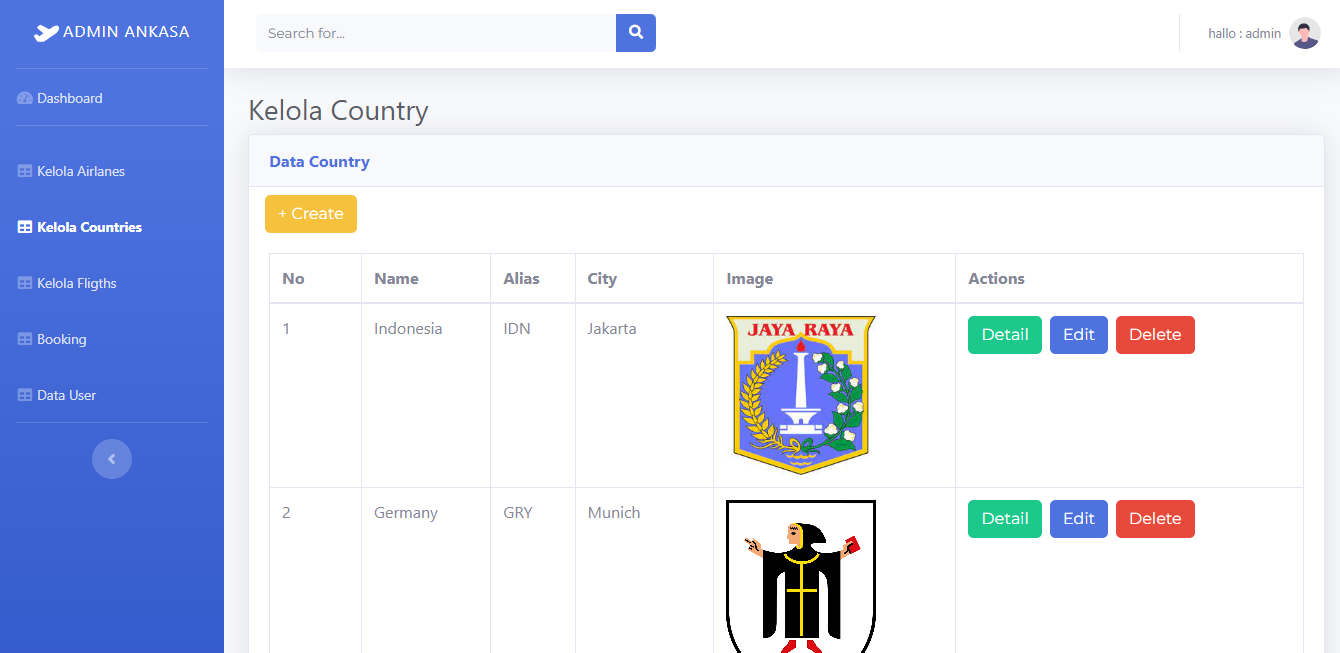 ADMIN ANKASA
Search for...
hallo : admin
Dashboard
Kelola Airlanes
Kelola Countries
Kelola Fligths
Booking
Data User
Kelola Country
Data Country
+ Create
No Name Alias City Image Actions
1 Indonesia IDN Jakarta JAYA RAYA Detail Edit Delete
2 Germany GRY Munich Detail Edit Delete